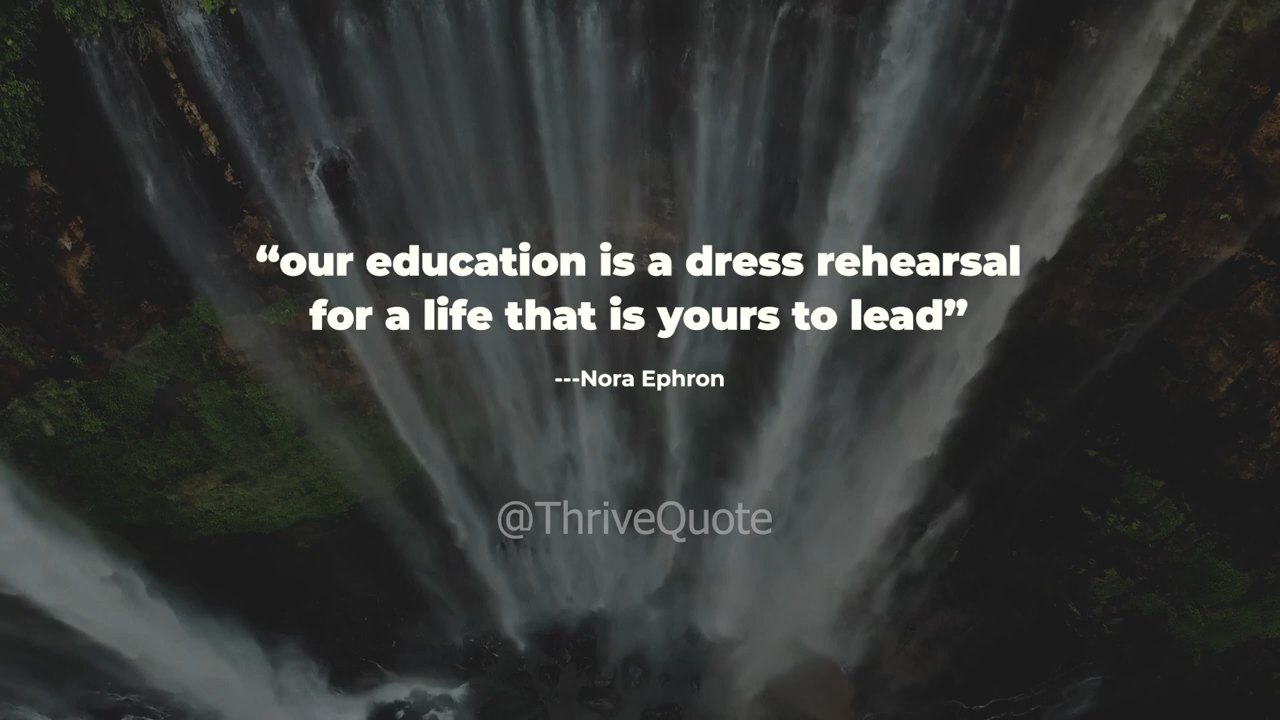 “our education is a dress rehearsal
for a life that is yours to lead”
---Nora Ephron
@ThriveQuote